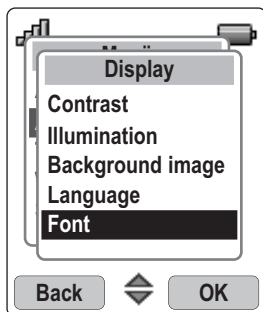 Display
Contrast
Illumination
Background image
Language
Font
Back
OK